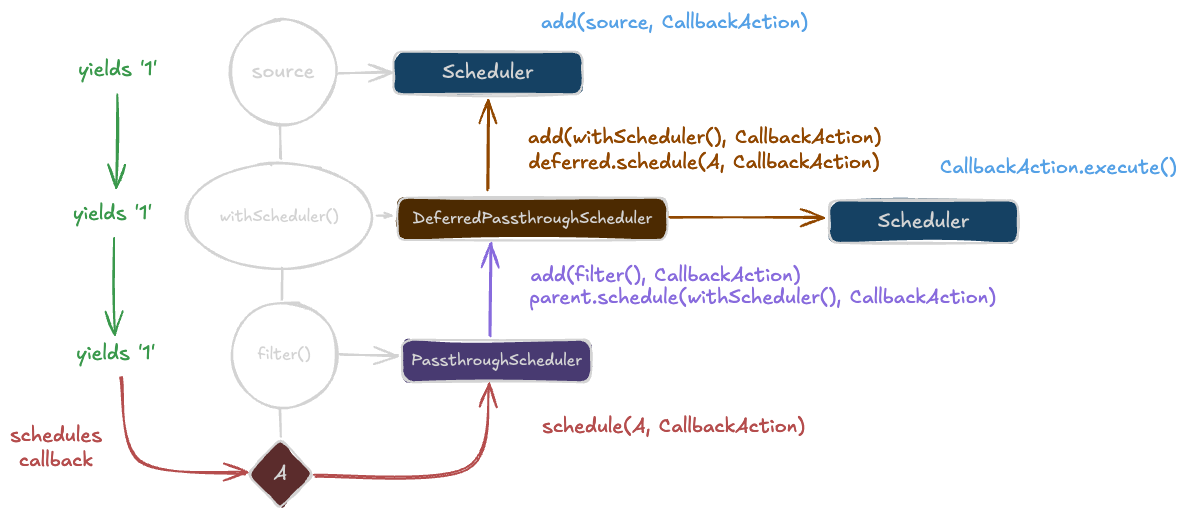 add(source, CallbackAction)
yields '1'
source
Scheduler
add(withScheduler(), CallbackAction)
deferred.schedule(A, CallbackAction)
CallbackAction.execute()
yields '1'
withScheduler()
DeferredPassthroughScheduler
Scheduler
add(filter(), CallbackAction)
parent.schedule(withScheduler(), CallbackAction)
yields '1'
filter()
PassthroughScheduler
schedule(A, CallbackAction)
schedules
callback
A